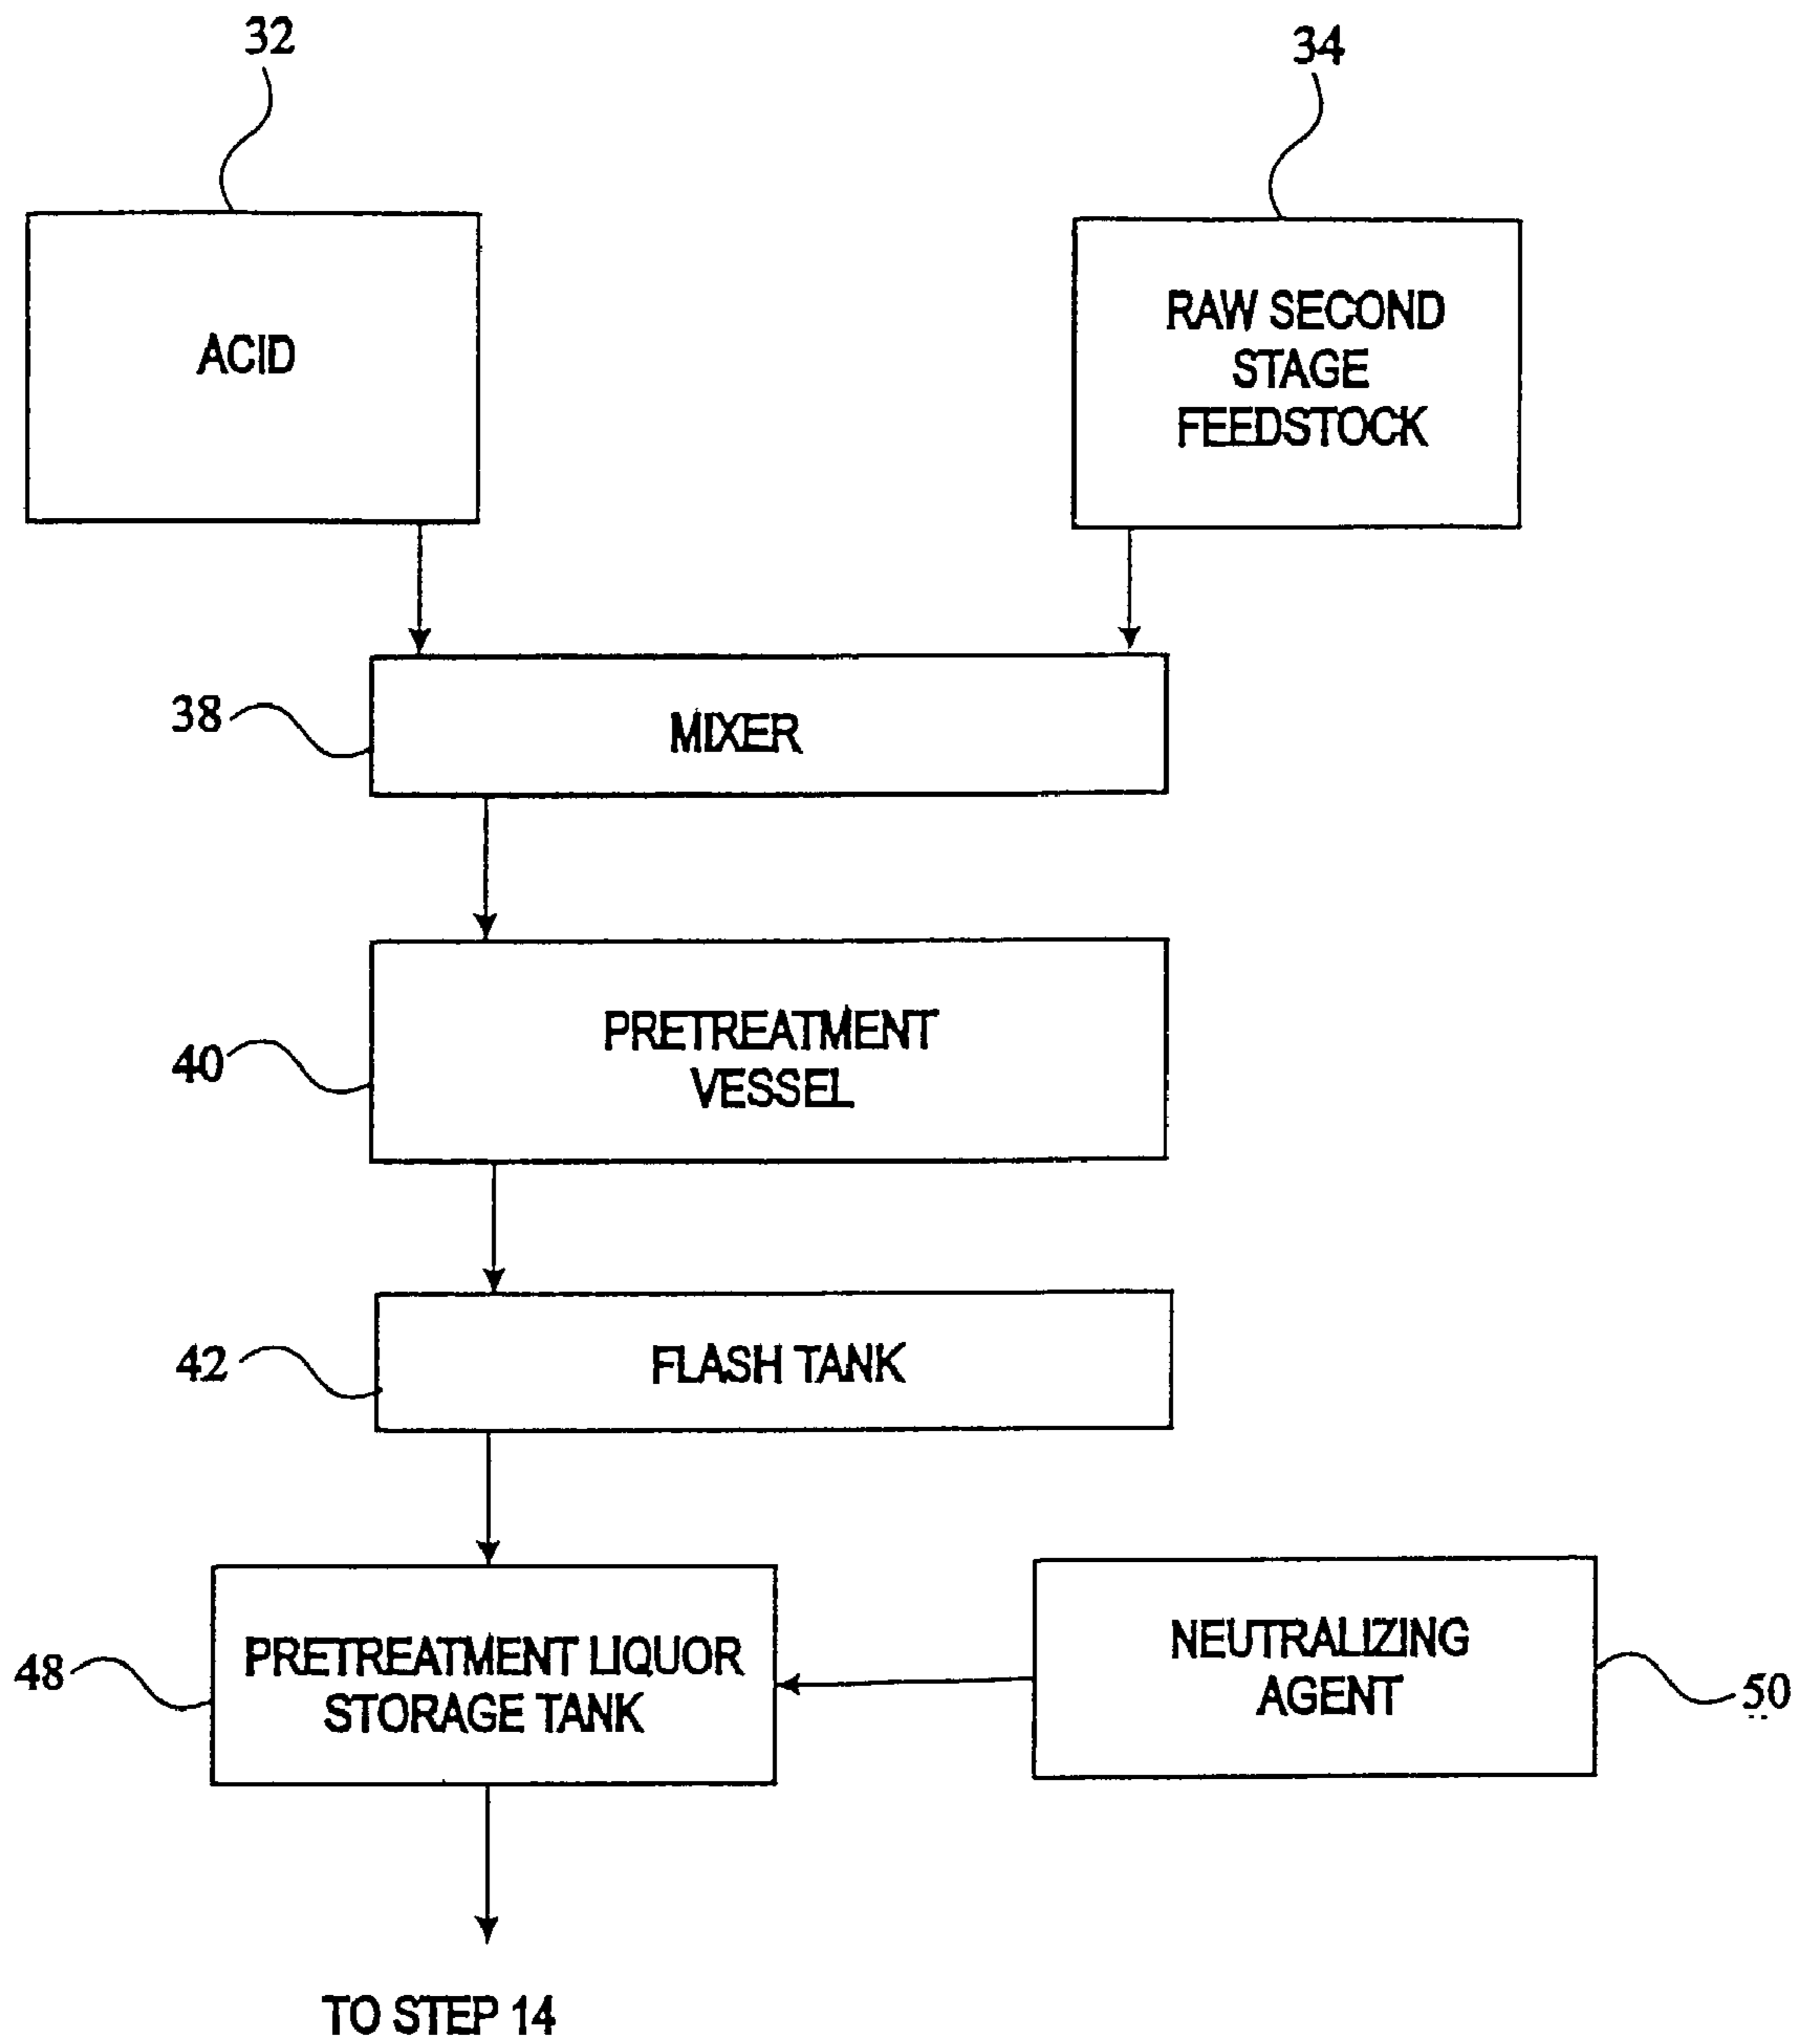 32
34
ACID
RAW SECOND
STAGE
FEEDSTOCK
38
MIXER
40
PRETREATMENT
VESSEL
42
FLASH TANK
48
PRETREATMENT LIQUOR
STORAGE TANK
NEUTRALIZING
AGENT
50
TO STEP 14